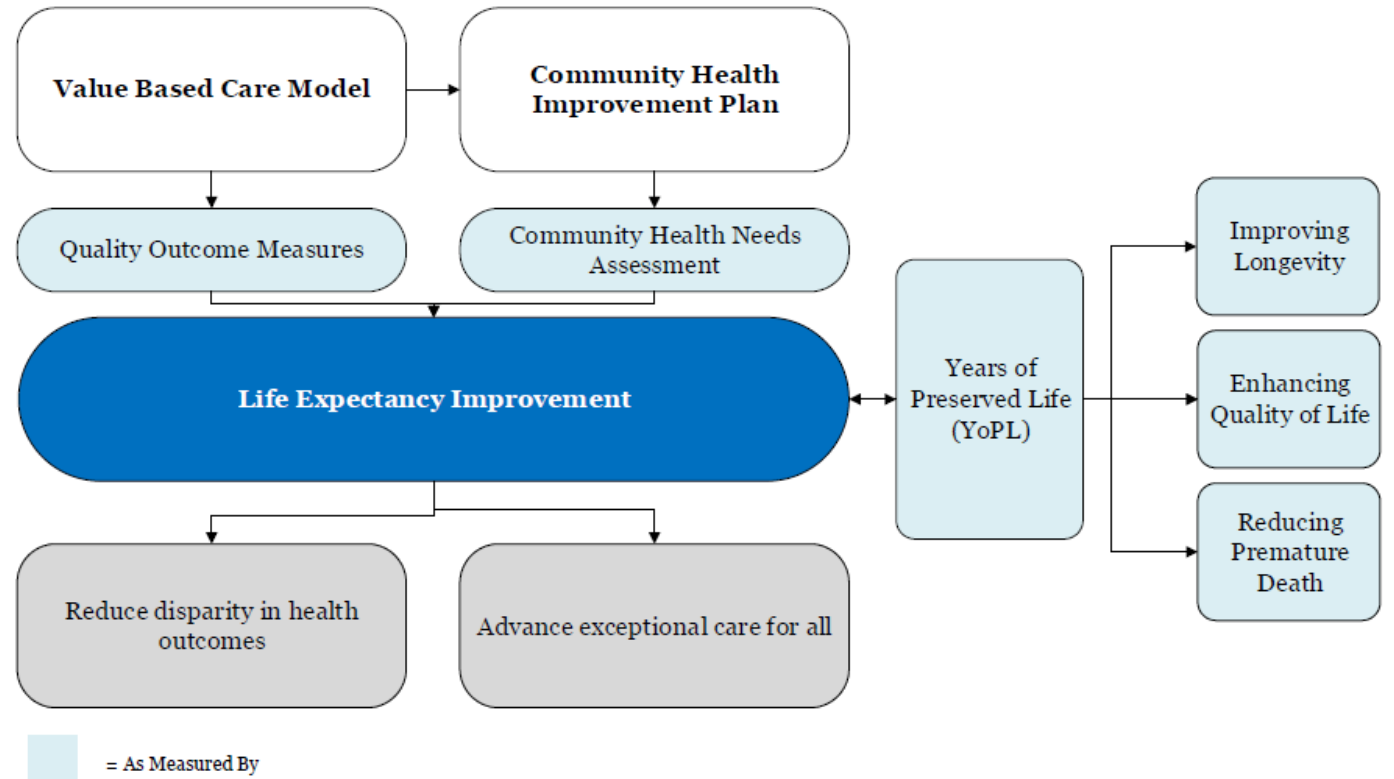 Value Based Care Model
Community Health
Improvement Plan
Quality Outcome Measures
Community Health Needs
Assessment
Life Expectancy Improvement
Years of
Preserved Life
(YoPL)
Improving
Longevity
Enhancing
Quality of Life
Reducing
Premature
Death
Reduce disparity in health
outcomes
Advance exceptional care for all
= As Measured By